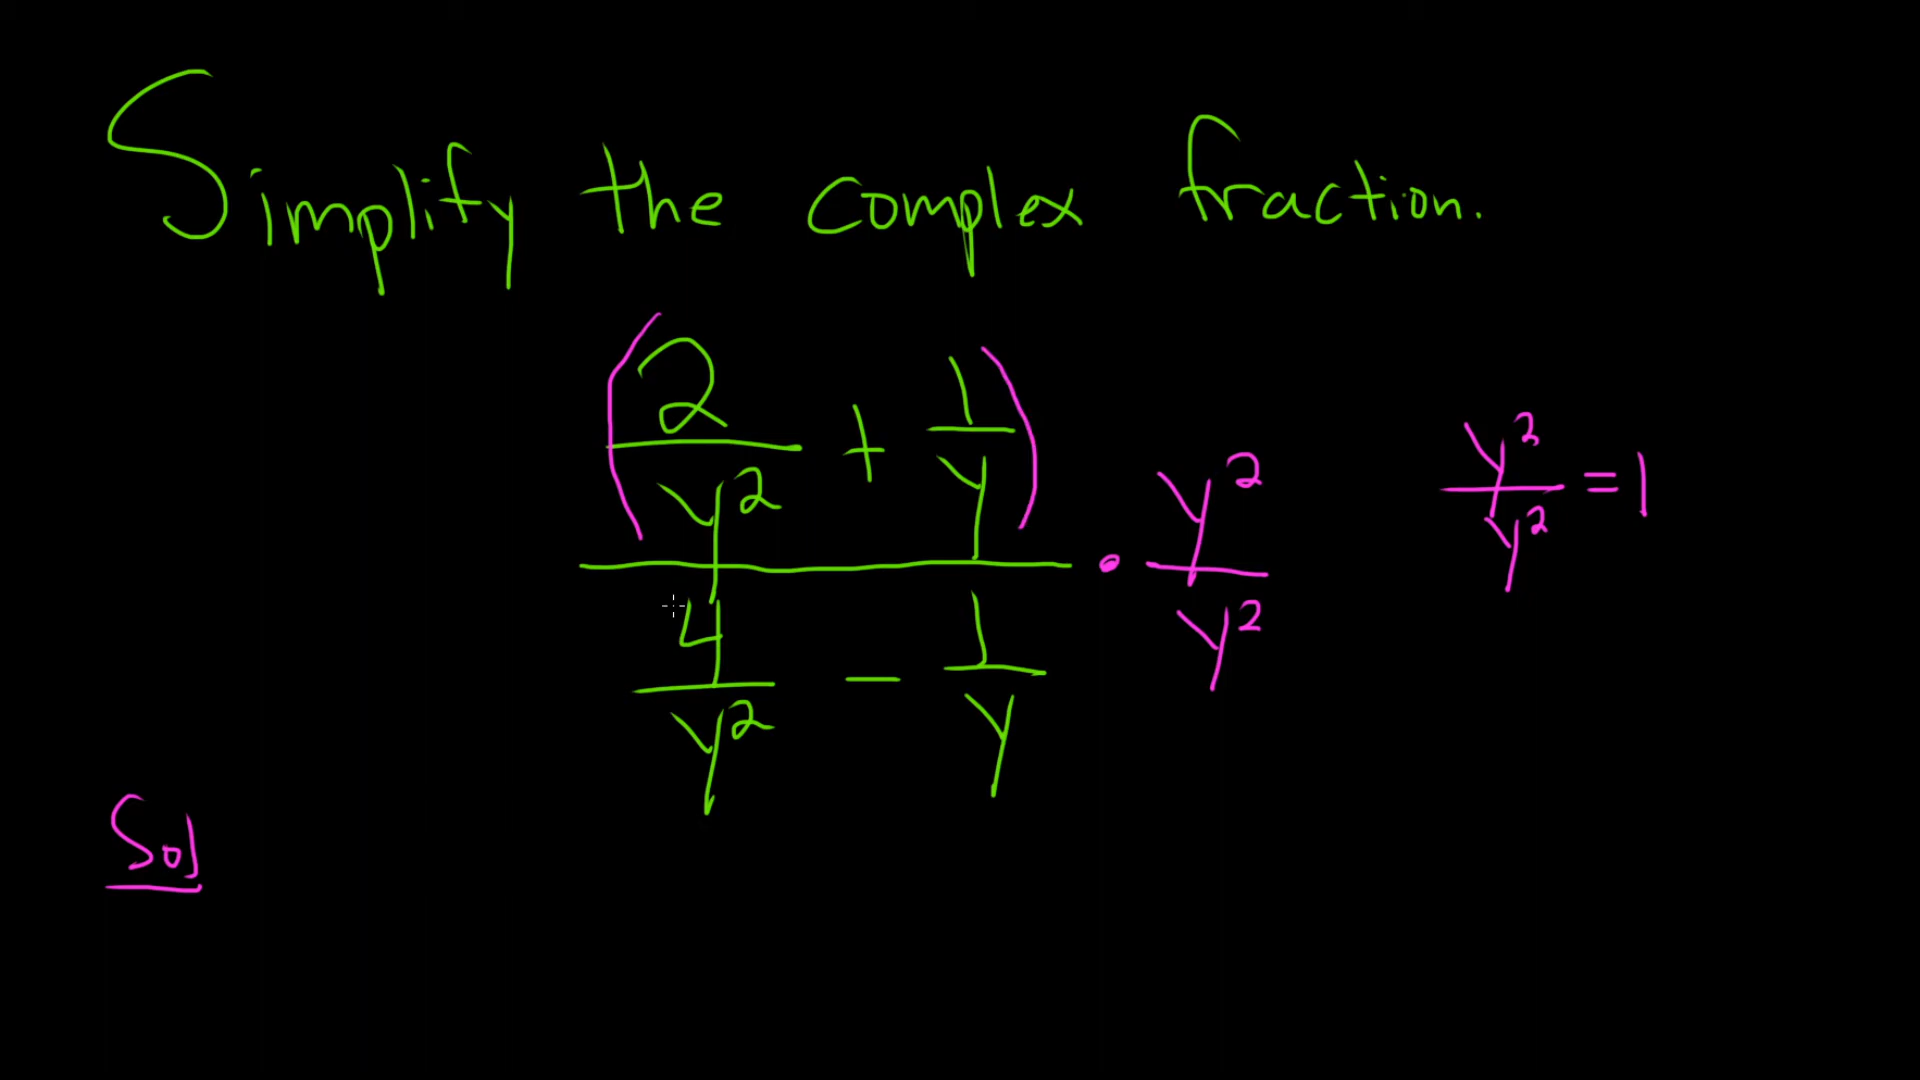 Simplify the complex fraction.
(2/y² + 1/y) / (4/y² - 1/y) • y²/y²
y²/y² = 1
Sol